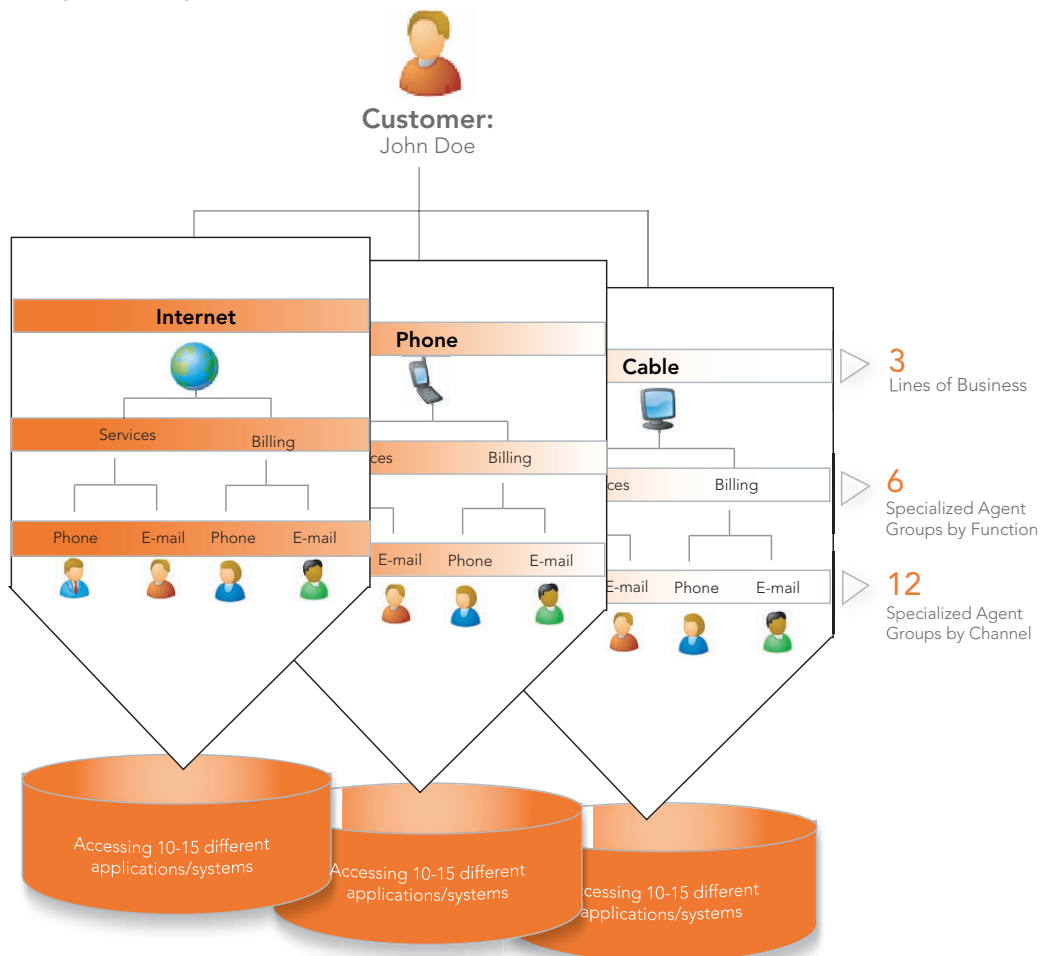 Customer:
John Doe
Internet
Phone
Cable
3
Lines of Business
Services
Billing
ces
Billing
ces
Billing
6
Specialized Agent
Groups by Function
Phone E-mail Phone E-mail
E-mail Phone E-mail
E-mail Phone E-mail
12
Specialized Agent
Groups by Channel
Accessing 10-15 different
applications/systems
Accessing 10-15 different
applications/systems
ccessing 10-15 different
applications/systems